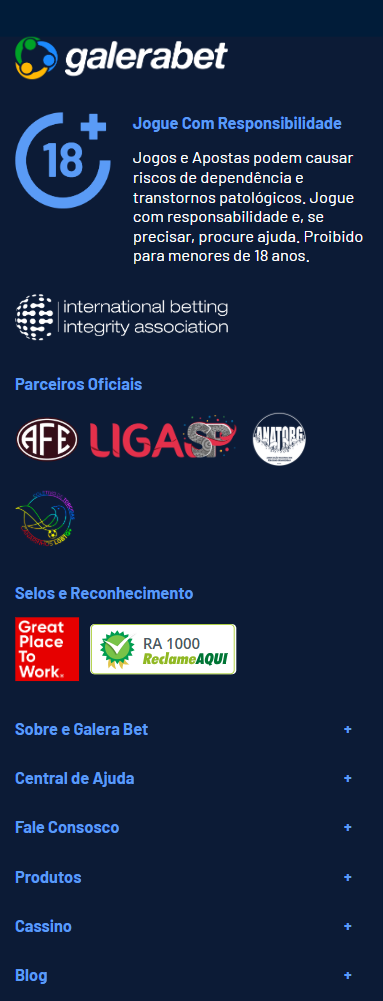 galerabet
18+
Jogue Com Responsibilidade
Jogos e Apostas podem causar
riscos de dependência e
transtornos patológicos. Jogue
com responsabilidade e, se
precisar, procure ajuda. Proibido
para menores de 18 anos.
international betting
integrity association
Parceiros Oficiais
AFE LIGASP ANATORG
Selos e Reconhecimento
Great
Place
To
Work.
RA 1000
ReclameAQUI
Sobre e Galera Bet +
Central de Ajuda +
Fale Consosco +
Produtos +
Cassino +
Blog +